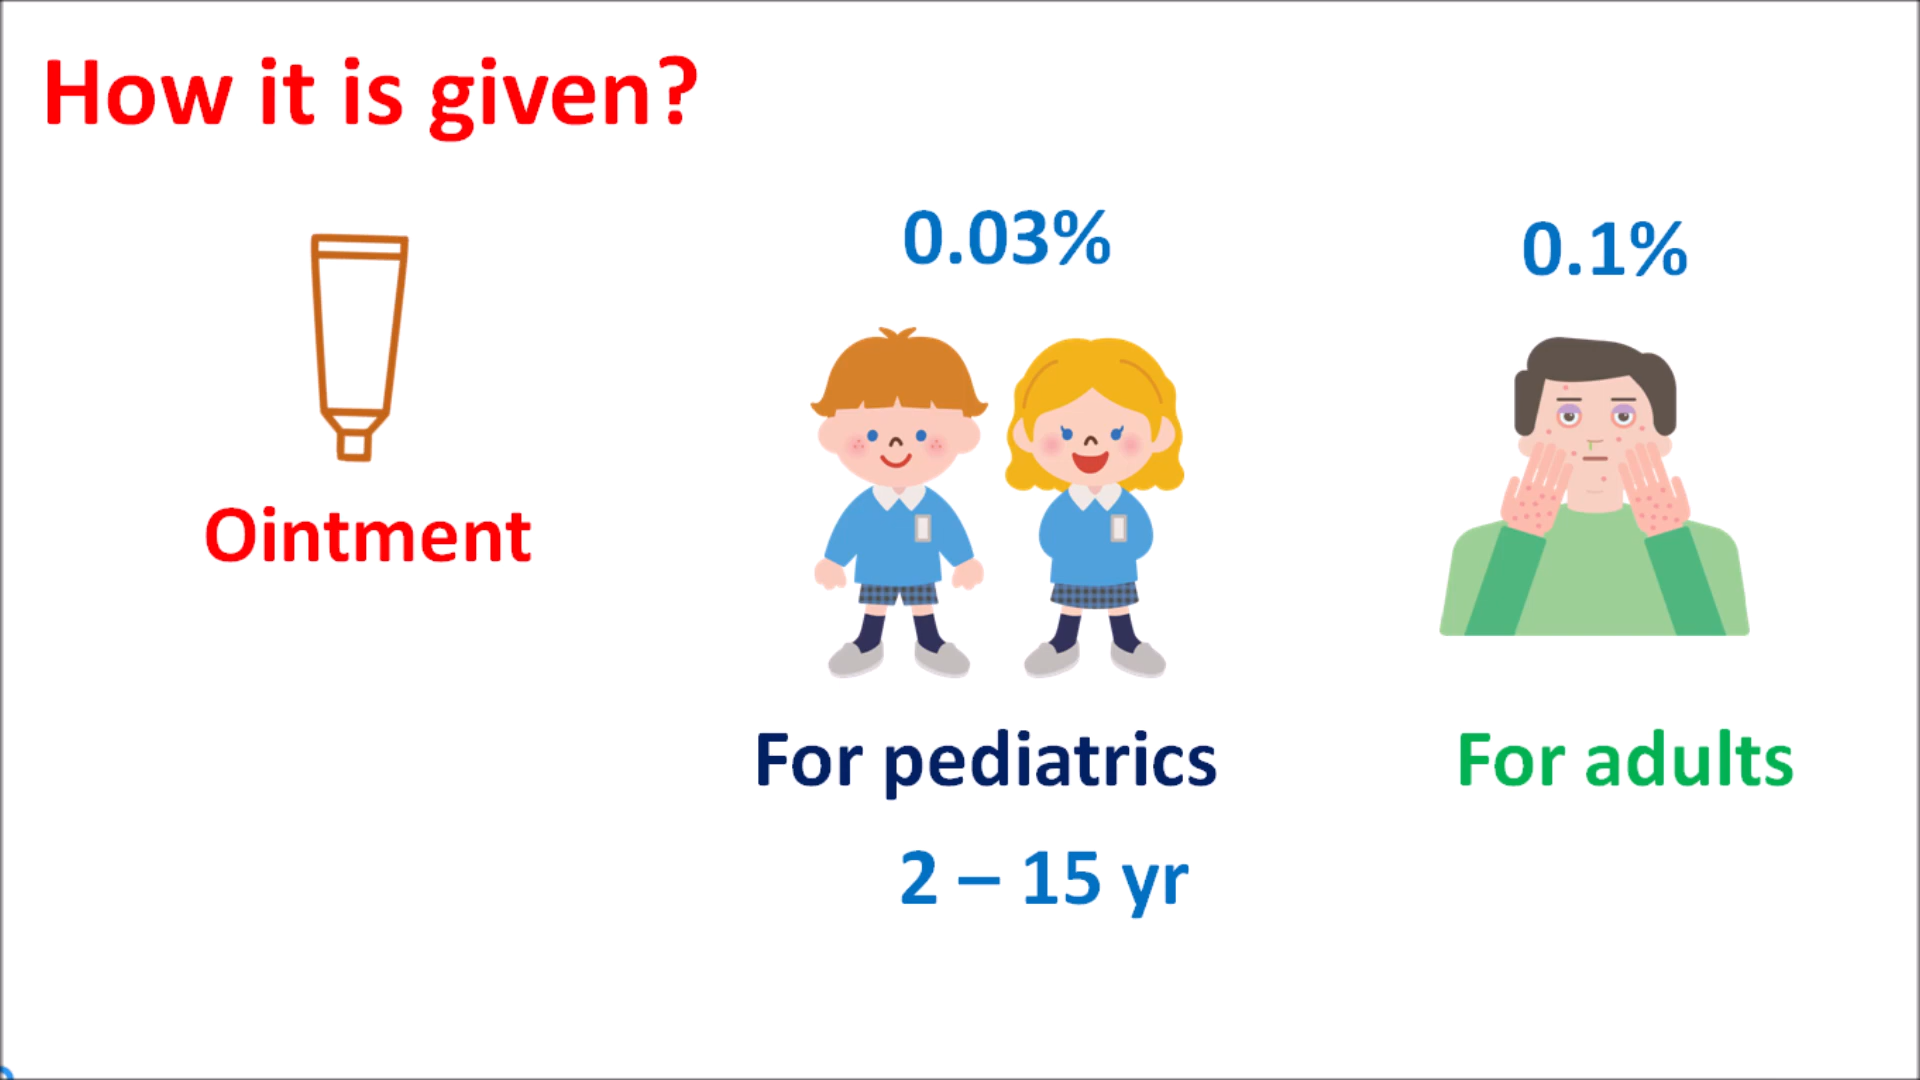 How it is given?
Ointment
0.03%
For pediatrics
2 – 15 yr
0.1%
For adults